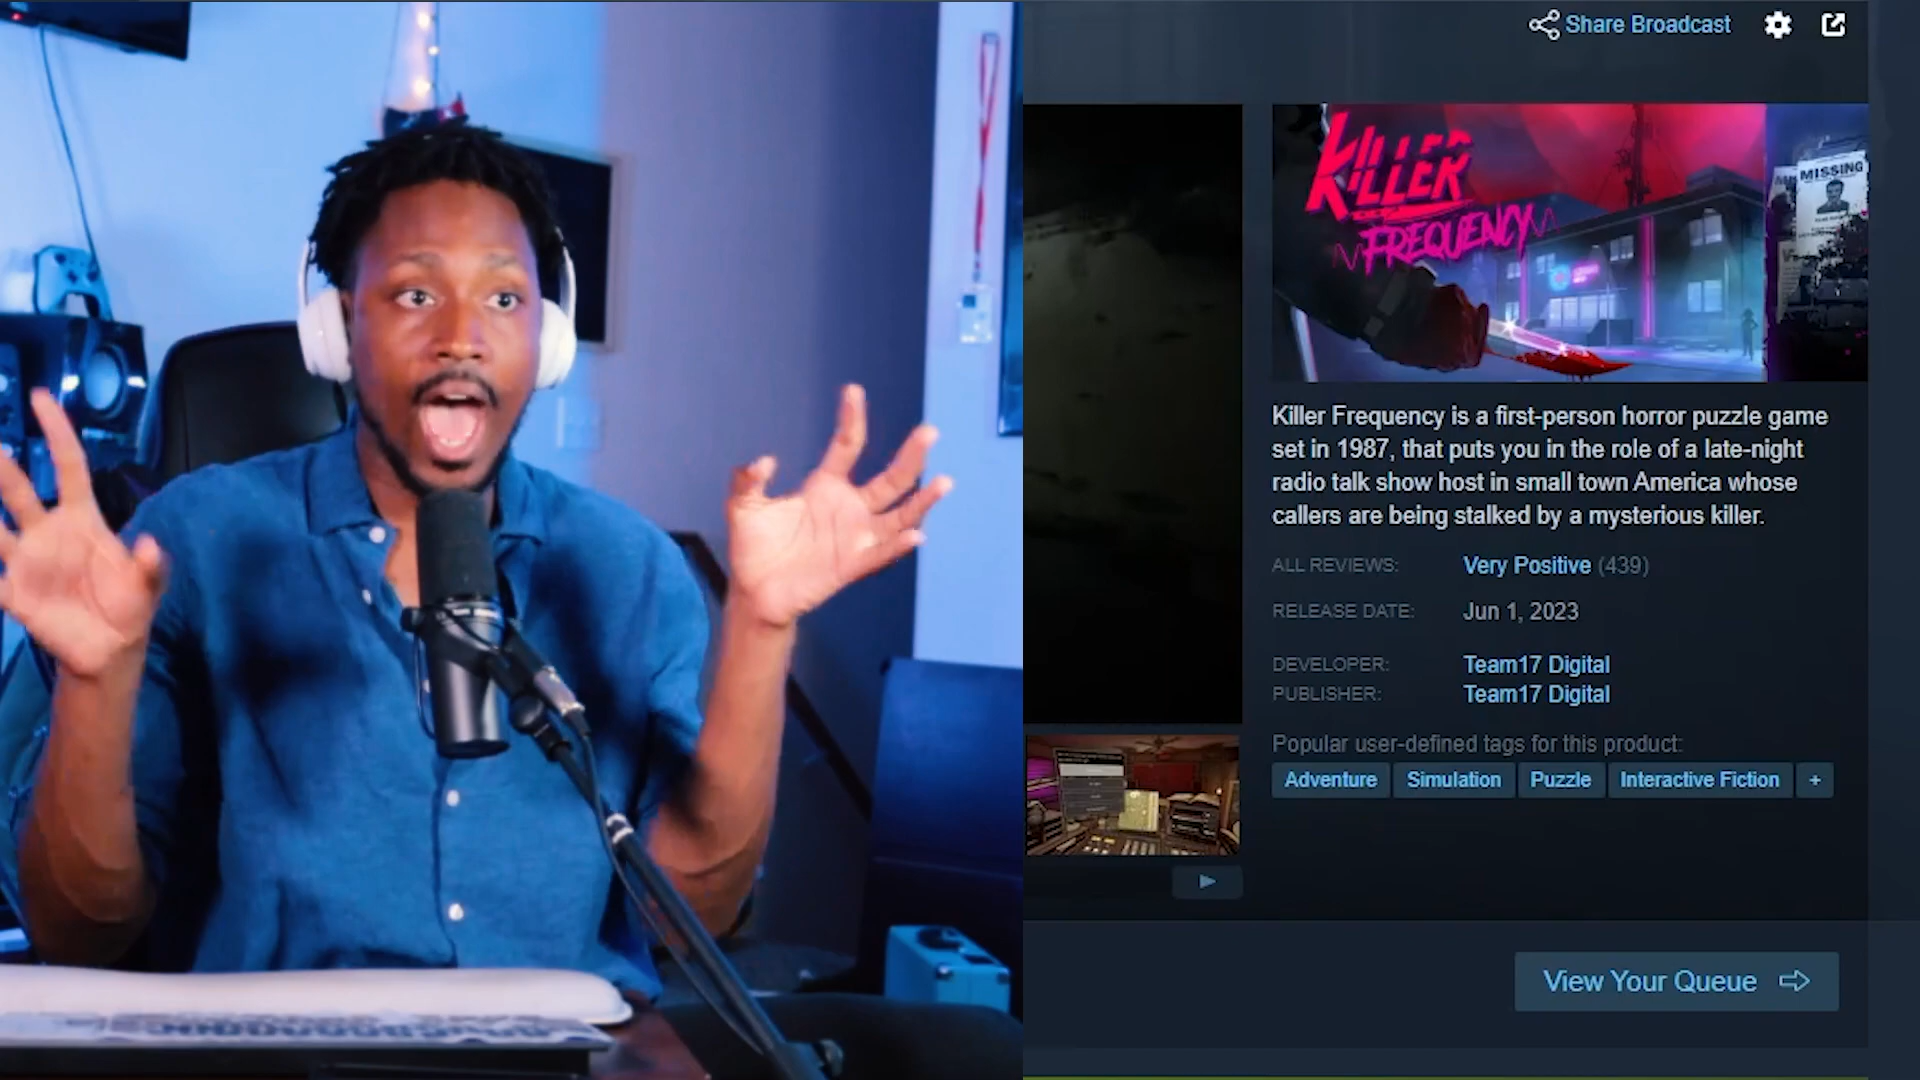 Share Broadcast
KILLER
FREQUENCY
MISSING
Killer Frequency is a first-person horror puzzle game
set in 1987, that puts you in the role of a late-night
radio talk show host in small town America whose
callers are being stalked by a mysterious killer.
ALL REVIEWS: Very Positive (439)
RELEASE DATE: Jun 1, 2023
DEVELOPER: Team17 Digital
PUBLISHER: Team17 Digital
Popular user-defined tags for this product:
Adventure Simulation Puzzle Interactive Fiction +
View Your Queue